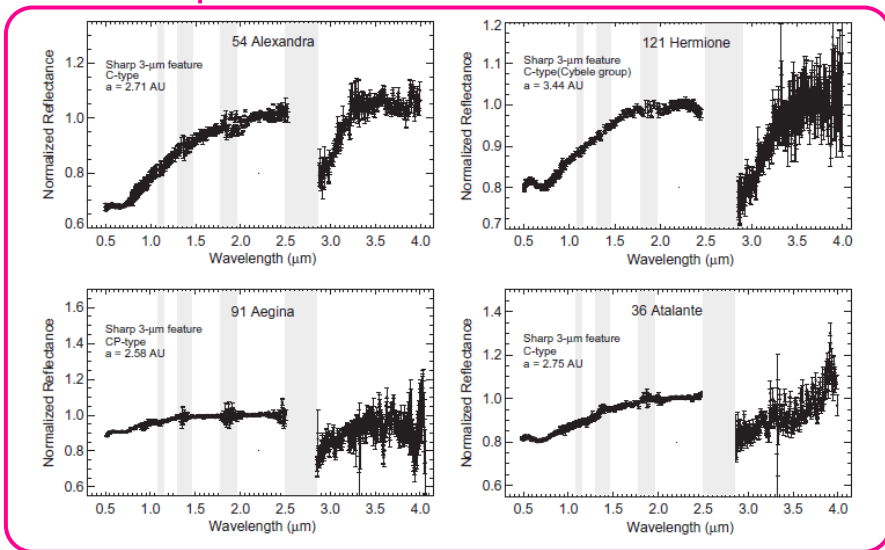 54 Alexandra
Sharp 3-μm feature
C-type
a = 2.71 AU
Normalized Reflectance
1.2
1.0
0.8
0.6
0.5 1.0 1.5 2.0 2.5 3.0 3.5 4.0
Wavelength (μm)
121 Hermione
Sharp 3-μm feature
C-type(Cybele group)
a = 3.44 AU
Normalized Reflectance
1.2
1.1
1.0
0.9
0.8
0.7
0.5 1.0 1.5 2.0 2.5 3.0 3.5 4.0
Wavelength (μm)
91 Aegina
Sharp 3-μm feature
CP-type
a = 2.58 AU
Normalized Reflectance
1.6
1.4
1.2
1.0
0.8
0.6
0.5 1.0 1.5 2.0 2.5 3.0 3.5 4.0
Wavelength (μm)
36 Atalante
Sharp 3-μm feature
C-type
a = 2.75 AU
Normalized Reflectance
1.4
1.2
1.0
0.8
0.6
0.5 1.0 1.5 2.0 2.5 3.0 3.5 4.0
Wavelength (μm)